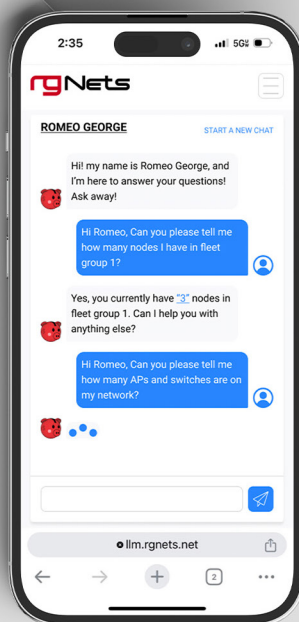 2:35
5G
rgNets
ROMEO GEORGE
START A NEW CHAT
Hi! my name is Romeo George, and
I'm here to answer your questions!
Ask away!
Hi Romeo, Can you please tell me
how many nodes I have in fleet
group 1?
Yes, you currently have "3" nodes in
fleet group 1. Can I help you with
anything else?
Hi Romeo, Can you please tell me
how many APs and switches are on
my network?
llm.rgnets.net
2